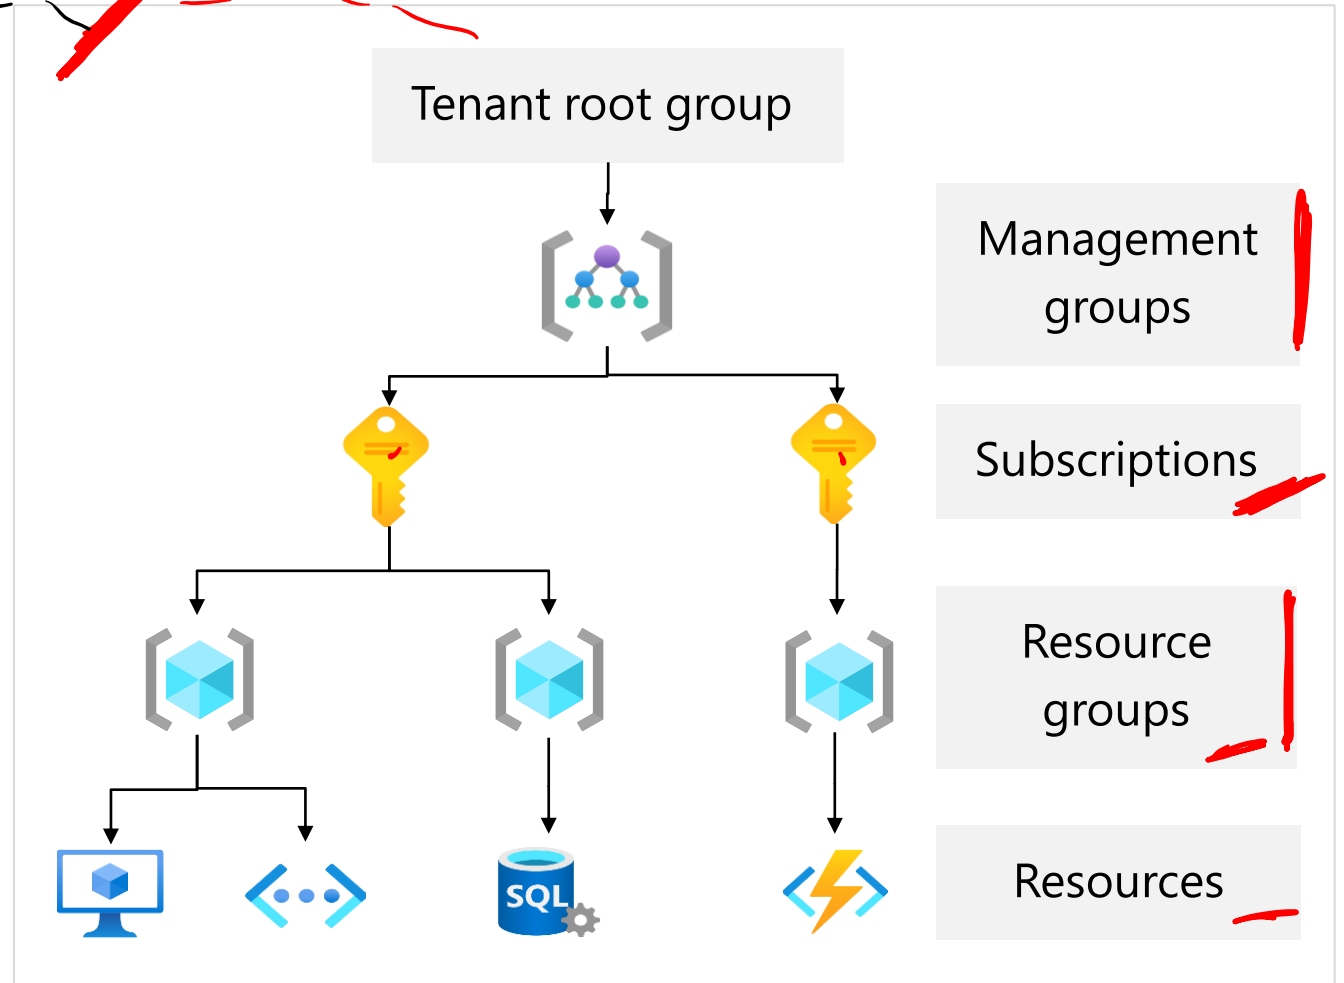 Tenant root group
Management
groups
Subscriptions
Resource
groups
Resources
SQL